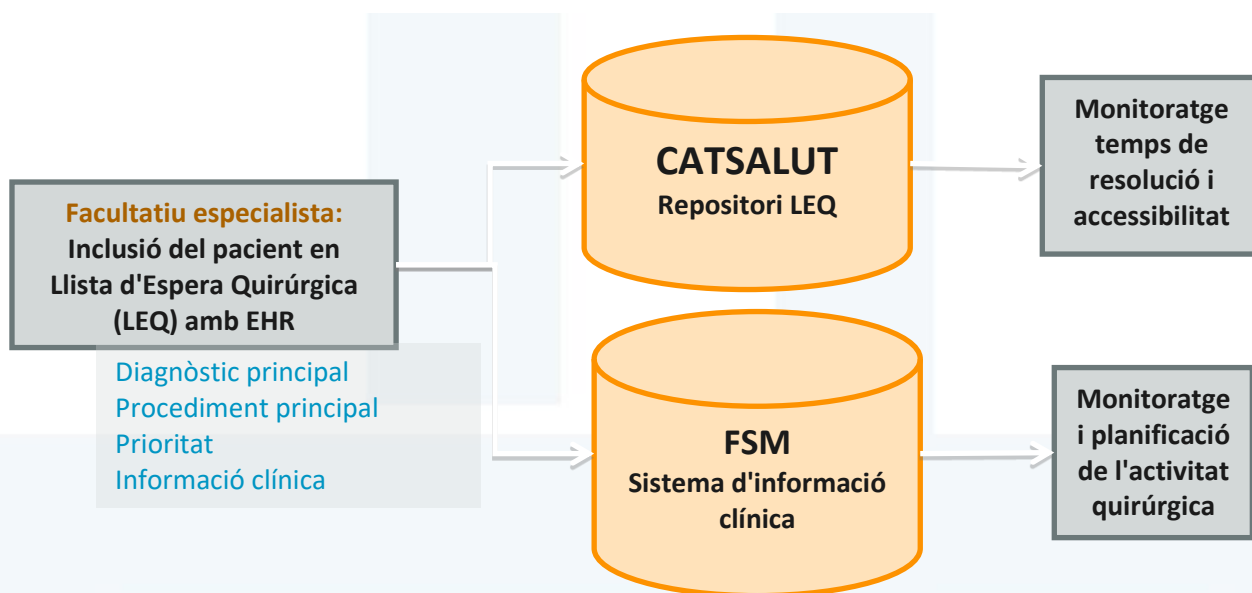 Facultatiu especialista:
Inclusió del pacient en
Llista d'Espera Quirúrgica
(LEQ) amb EHR
Diagnòstic principal
Procediment principal
Prioritat
Informació clínica
CATSALUT
Repositori LEQ
Monitoratge
temps de
resolució i
accessibilitat
FSM
Sistema d'informació
clínica
Monitoratge
i planificació
de l'activitat
quirúrgica